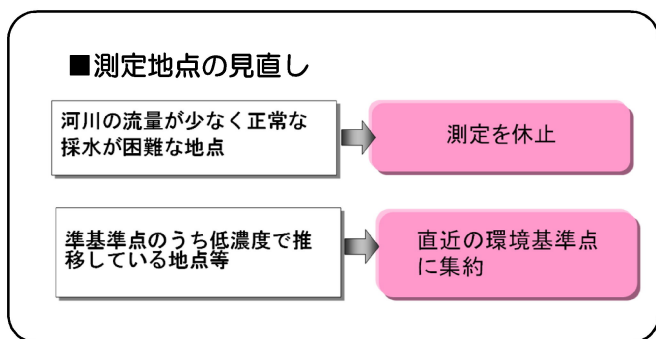 ■測定地点の見直し
河川の流量が少なく正常な
採水が困難な地点
測定を休止
準基準点のうち低濃度で推
移している地点等
直近の環境基準点
に集約